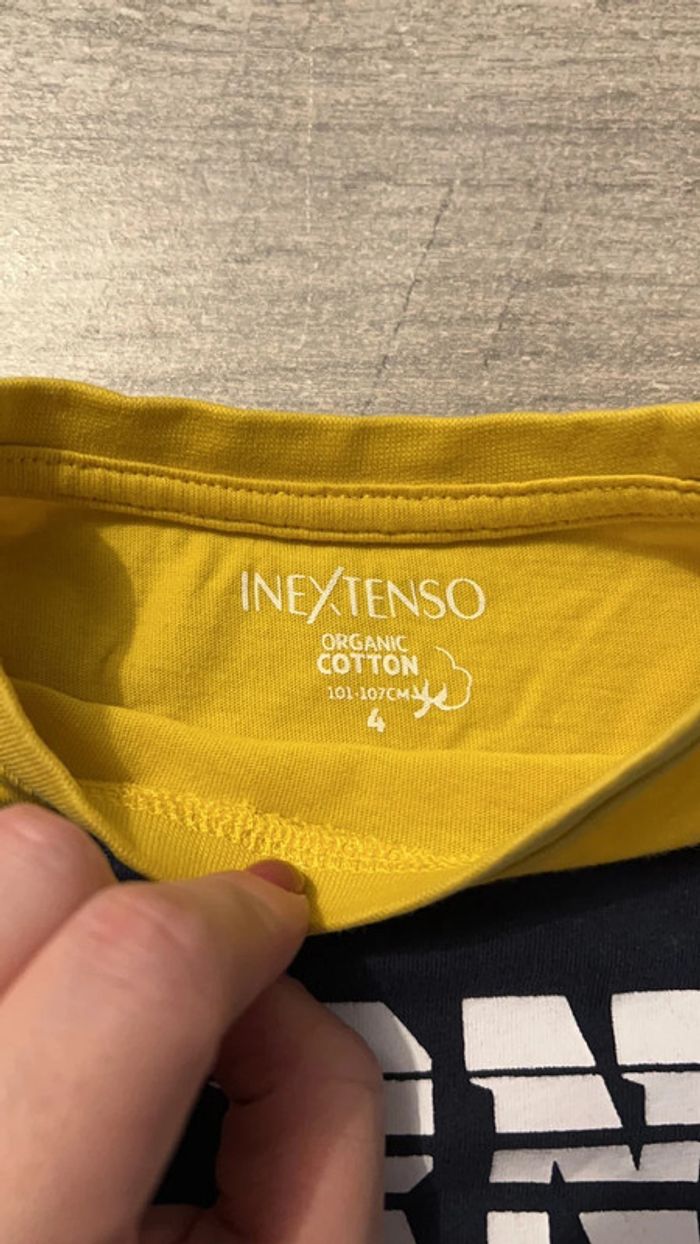 INEXTENSO
ORGANIC
COTTON
101-107CM
4